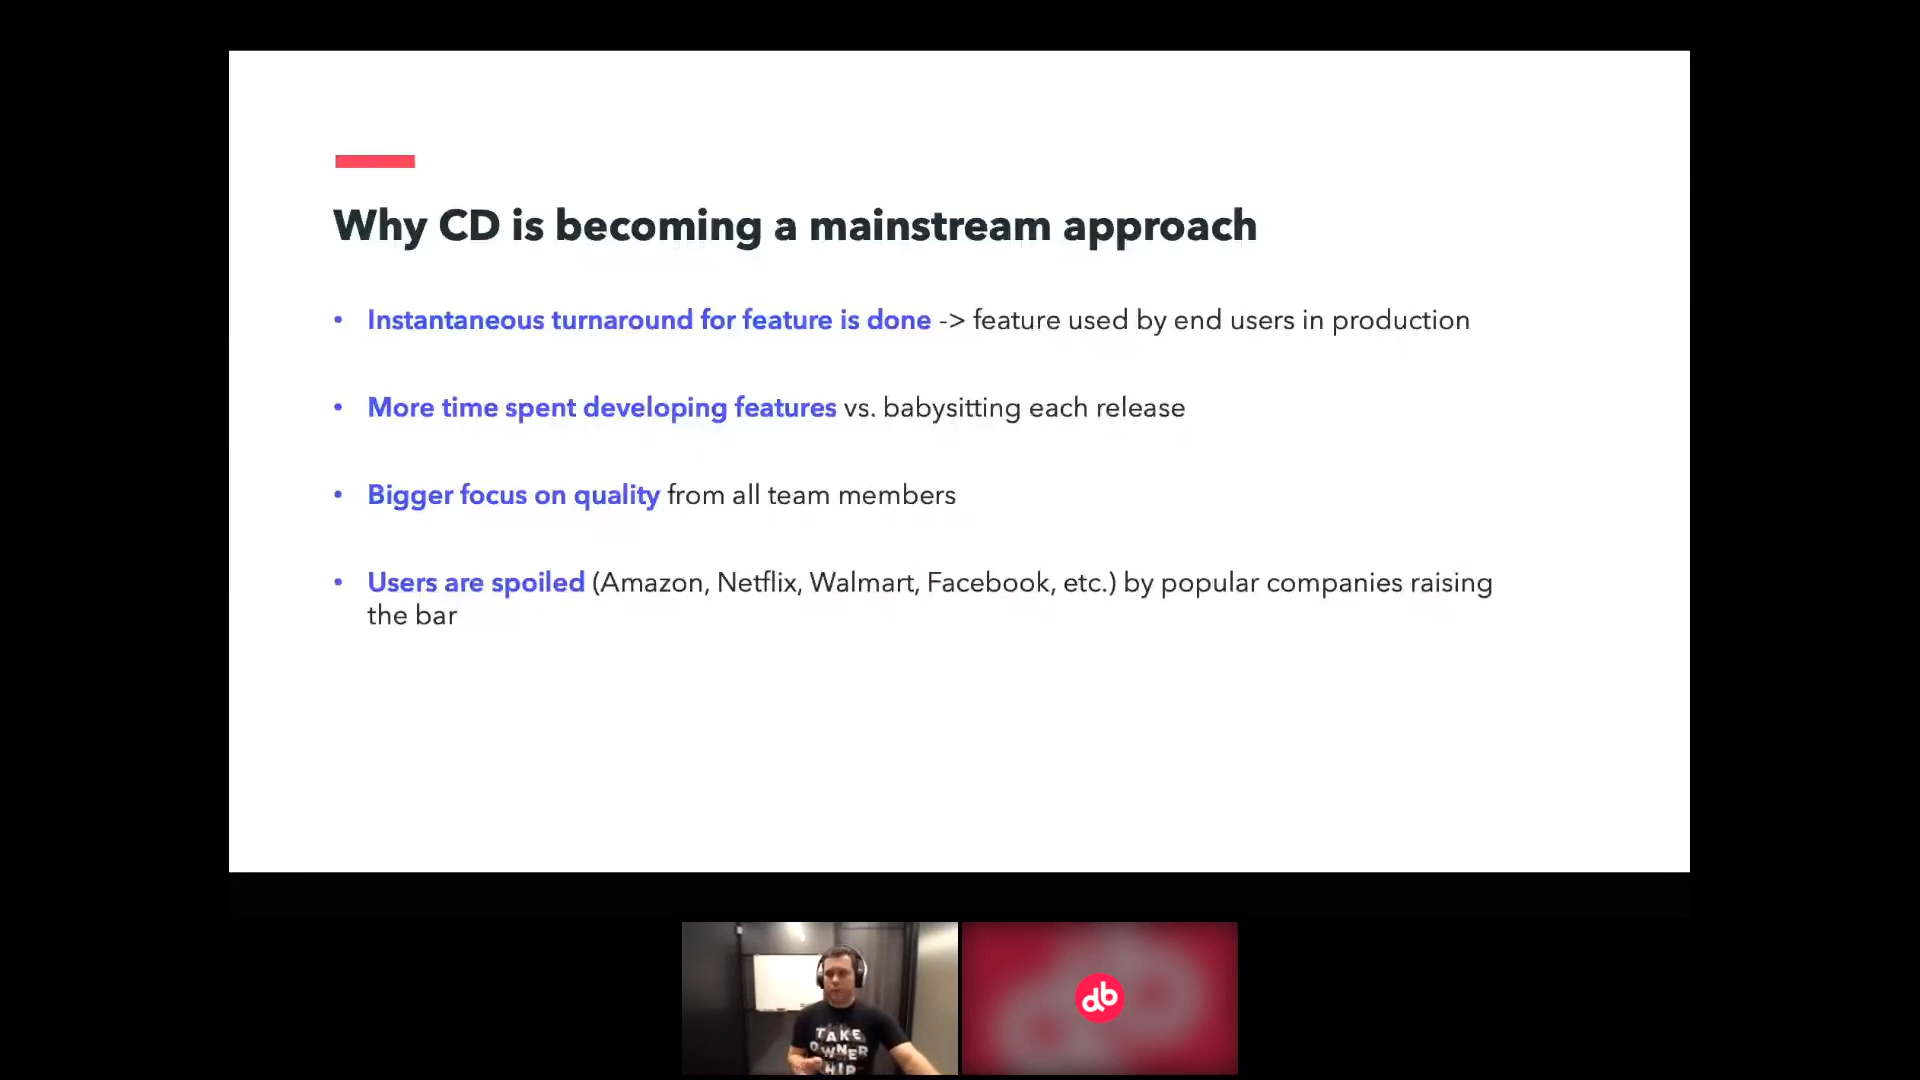 Why CD is becoming a mainstream approach
• Instantaneous turnaround for feature is done -> feature used by end users in production
• More time spent developing features vs. babysitting each release
• Bigger focus on quality from all team members
• Users are spoiled (Amazon, Netflix, Walmart, Facebook, etc.) by popular companies raising
the bar
TAKE
OWNER
SHIP
db